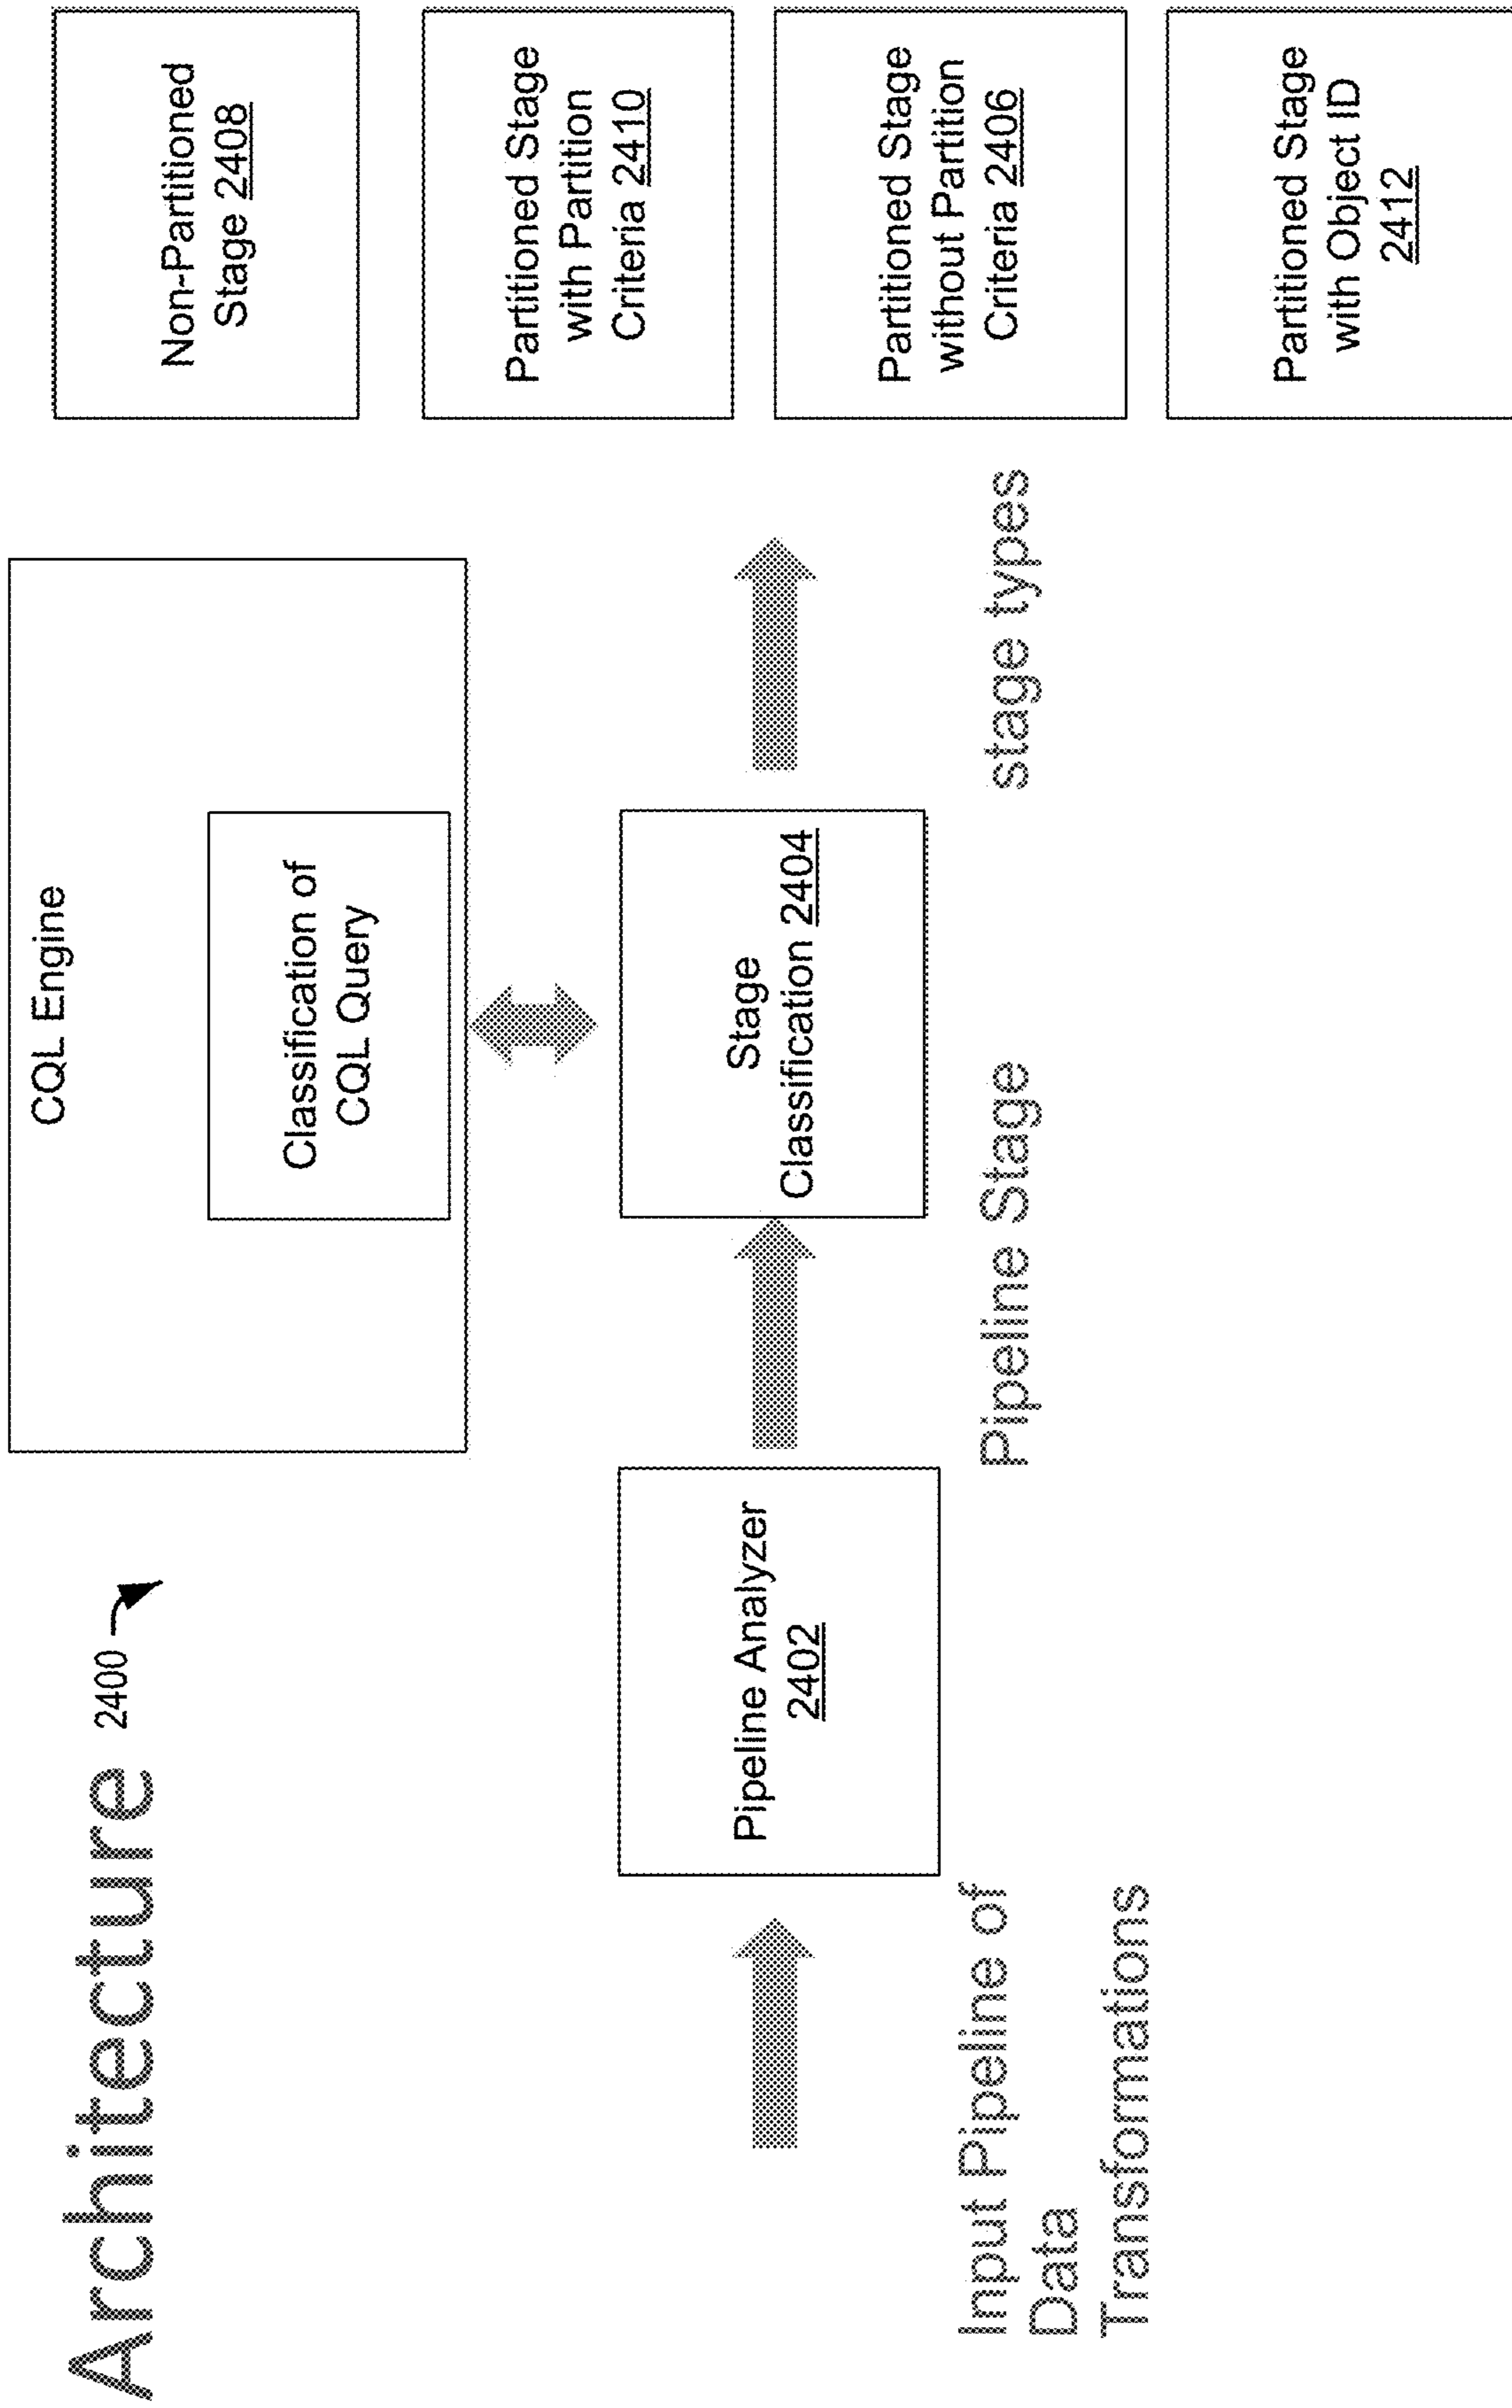 Architecture 2400
CQL Engine
Classification of
CQL Query
Input Pipeline of
Data
Transformations
Pipeline Analyzer
2402
Pipeline Stage
Stage
Classification 2404
stage types
Non-Partitioned
Stage 2408
Partitioned Stage
with Partition
Criteria 2410
Partitioned Stage
without Partition
Criteria 2406
Partitioned Stage
with Object ID
2412